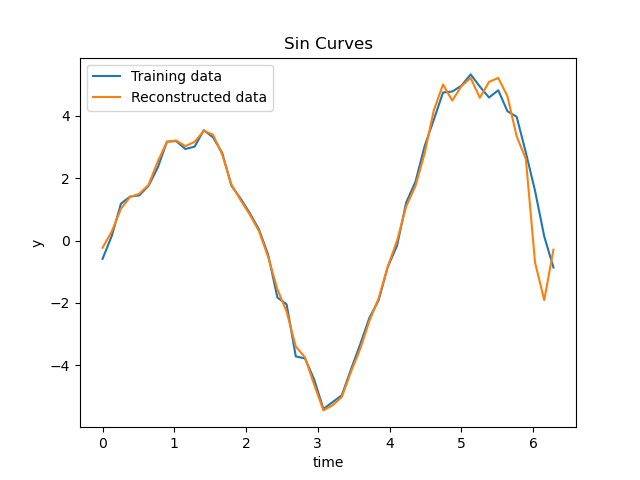 Sin Curves
Training data
Reconstructed data
y
4
2
0
−2
−4
0 1 2 3 4 5 6
time